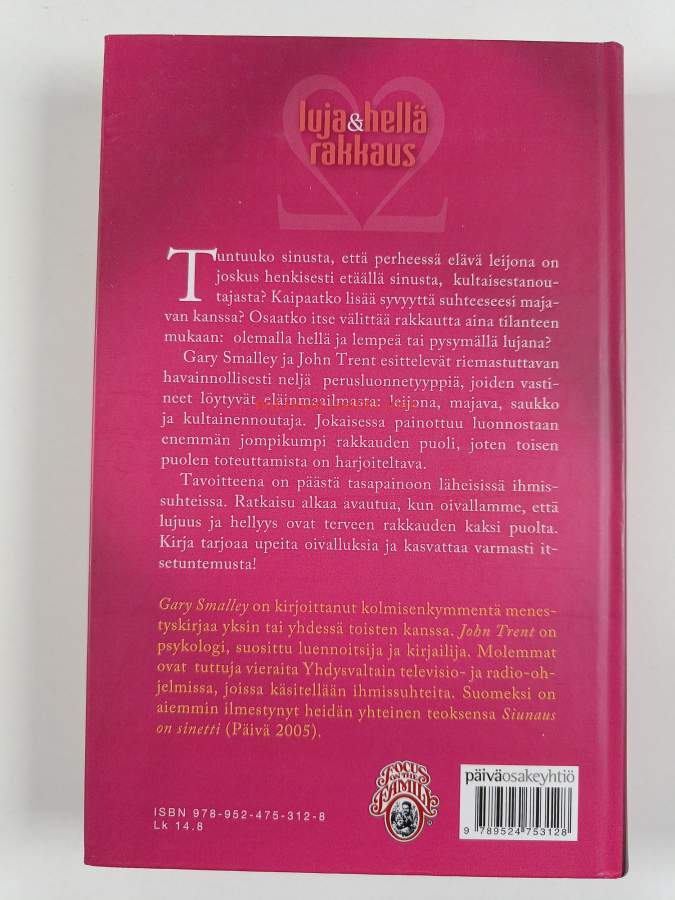 luja&hellä
rakkaus
Tuntuuko sinusta, että perheessä elävä leijona on
joskus henkisesti etäällä sinusta, kultaisestanou-
tajasta? Kaipaatko lisää syvyyttä suhteeseesi maja-
van kanssa? Osaatko itse välittää rakkautta aina tilanteen
mukaan: olemalla hellä ja lempeä tai pysymällä lujana?
Gary Smalley ja John Trent esittelevät riemastuttavan
havainnollisesti neljä perusluonnetyyppiä, joiden vasti-
neet löytyvät eläinmaailmasta: leijona, majava, saukko
ja kultainennoutaja. Jokaisessa painottuu luonnostaan
enemmän jompikumpi rakkauden puoli, joten toisen
puolen toteuttamista on harjoiteltava.
Tavoitteena on päästä tasapainoon läheisissä ihmis-
suhteissa. Ratkaisu alkaa avautua, kun oivallamme, että
lujuus ja hellyys ovat terveen rakkauden kaksi puolta.
Kirja tarjoaa upeita oivalluksia ja kasvattaa varmasti it-
setuntemusta!
Gary Smalley on kirjoittanut kolmisenkymmentä menes-
tyskirjaa yksin tai yhdessä toisten kanssa. John Trent on
psykologi, suosittu luennoitsija ja kirjailija. Molemmat
ovat tuttuja vieraita Yhdysvaltain televisio- ja radio-oh-
jelmissa, joissa käsitellään ihmissuhteita. Suomeksi on
aiemmin ilmestynyt heidän yhteinen teoksensa Siunaus
on sinetti (Päivä 2005).
ISBN 978-952-475-312-8
Lk 14.8
FOCUS
ON THE
FAMILY
®
päiväosakeyhtiö
9 789524 753128